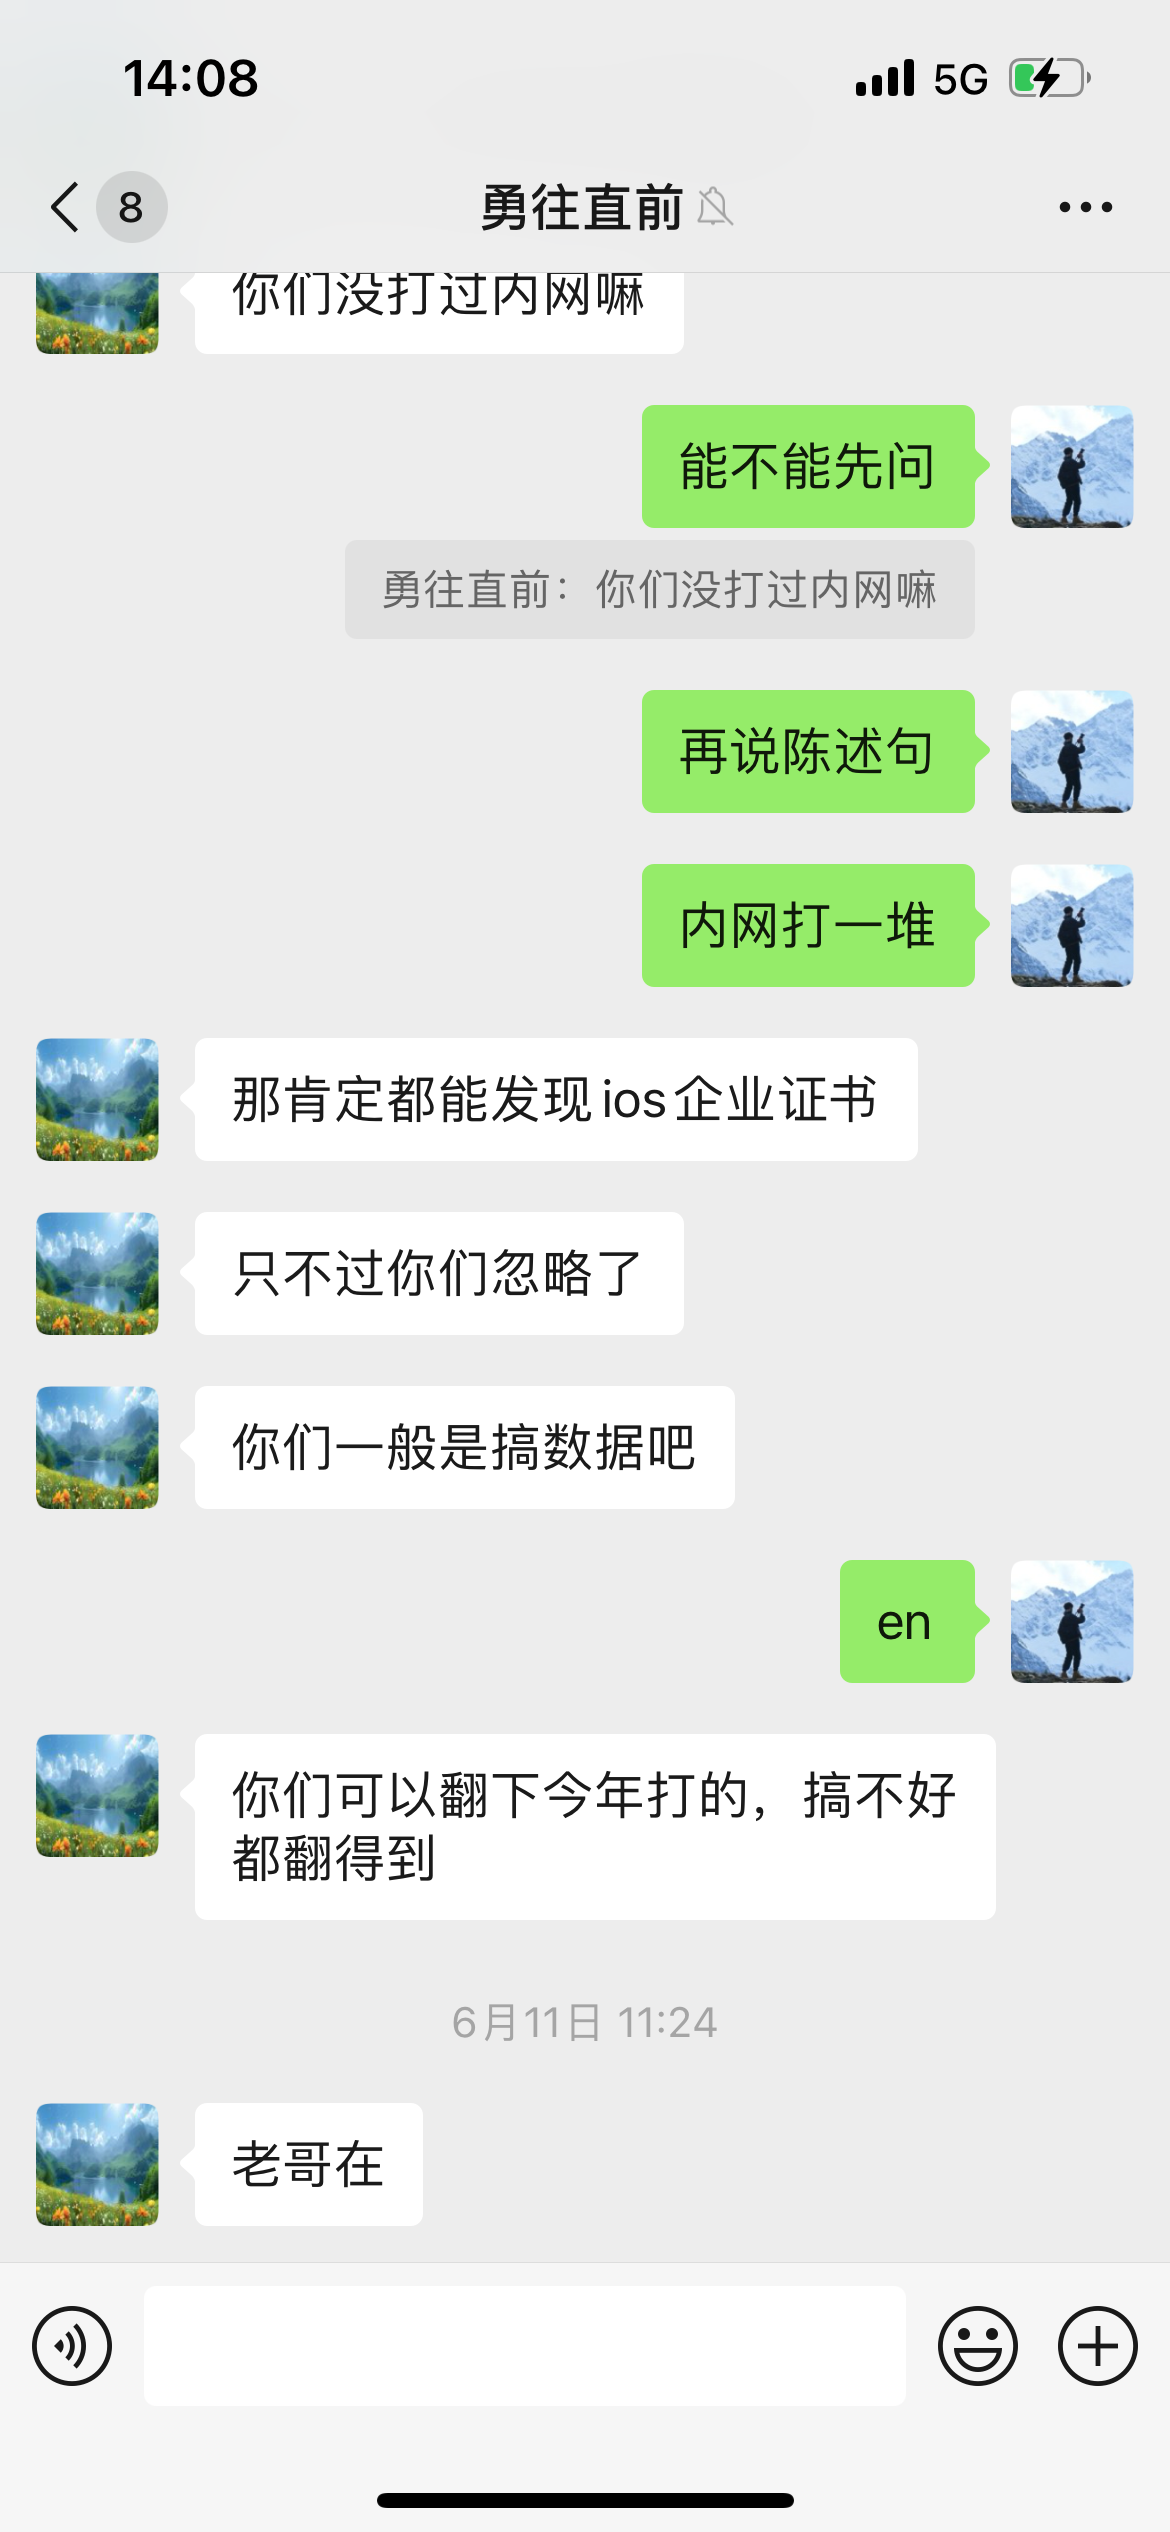 14:08
5G
8
勇往直前
你们没打过内网嘛
能不能先问
勇往直前：你们没打过内网嘛
再说陈述句
内网打一堆
那肯定都能发现ios企业证书
只不过你们忽略了
你们一般是搞数据吧
en
你们可以翻下今年打的，搞不好
都翻得到
6月11日 11:24
老哥在